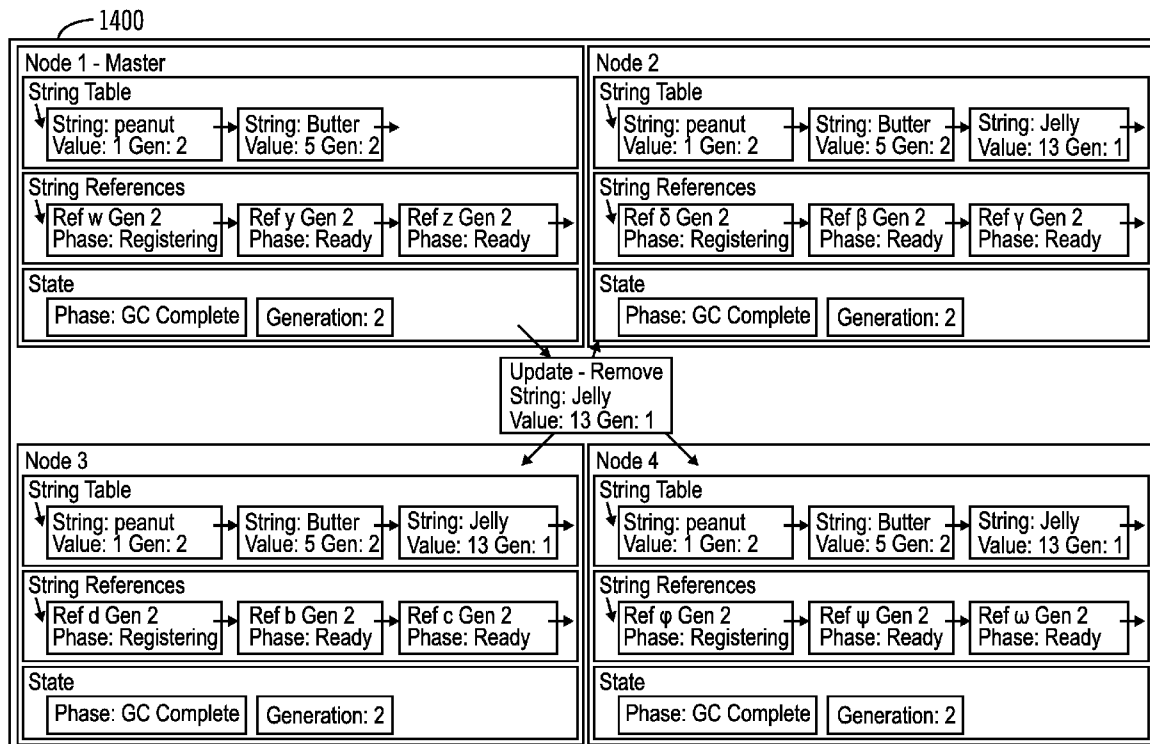 1400
Node 1 - Master
String Table
String: peanut
Value: 1 Gen: 2
String: Butter
Value: 5 Gen: 2
String References
Ref w Gen 2
Phase: Registering
Ref y Gen 2
Phase: Ready
Ref z Gen 2
Phase: Ready
State
Phase: GC Complete
Generation: 2
Node 2
String Table
String: peanut
Value: 1 Gen: 2
String: Butter
Value: 5 Gen: 2
String: Jelly
Value: 13 Gen: 1
String References
Ref δ Gen 2
Phase: Registering
Ref β Gen 2
Phase: Ready
Ref γ Gen 2
Phase: Ready
State
Phase: GC Complete
Generation: 2
Update - Remove
String: Jelly
Value: 13 Gen: 1
Node 3
String Table
String: peanut
Value: 1 Gen: 2
String: Butter
Value: 5 Gen: 2
String: Jelly
Value: 13 Gen: 1
String References
Ref d Gen 2
Phase: Registering
Ref b Gen 2
Phase: Ready
Ref c Gen 2
Phase: Ready
State
Phase: GC Complete
Generation: 2
Node 4
String Table
String: peanut
Value: 1 Gen: 2
String: Butter
Value: 5 Gen: 2
String: Jelly
Value: 13 Gen: 1
String References
Ref φ Gen 2
Phase: Registering
Ref ψ Gen 2
Phase: Ready
Ref ω Gen 2
Phase: Ready
State
Phase: GC Complete
Generation: 2